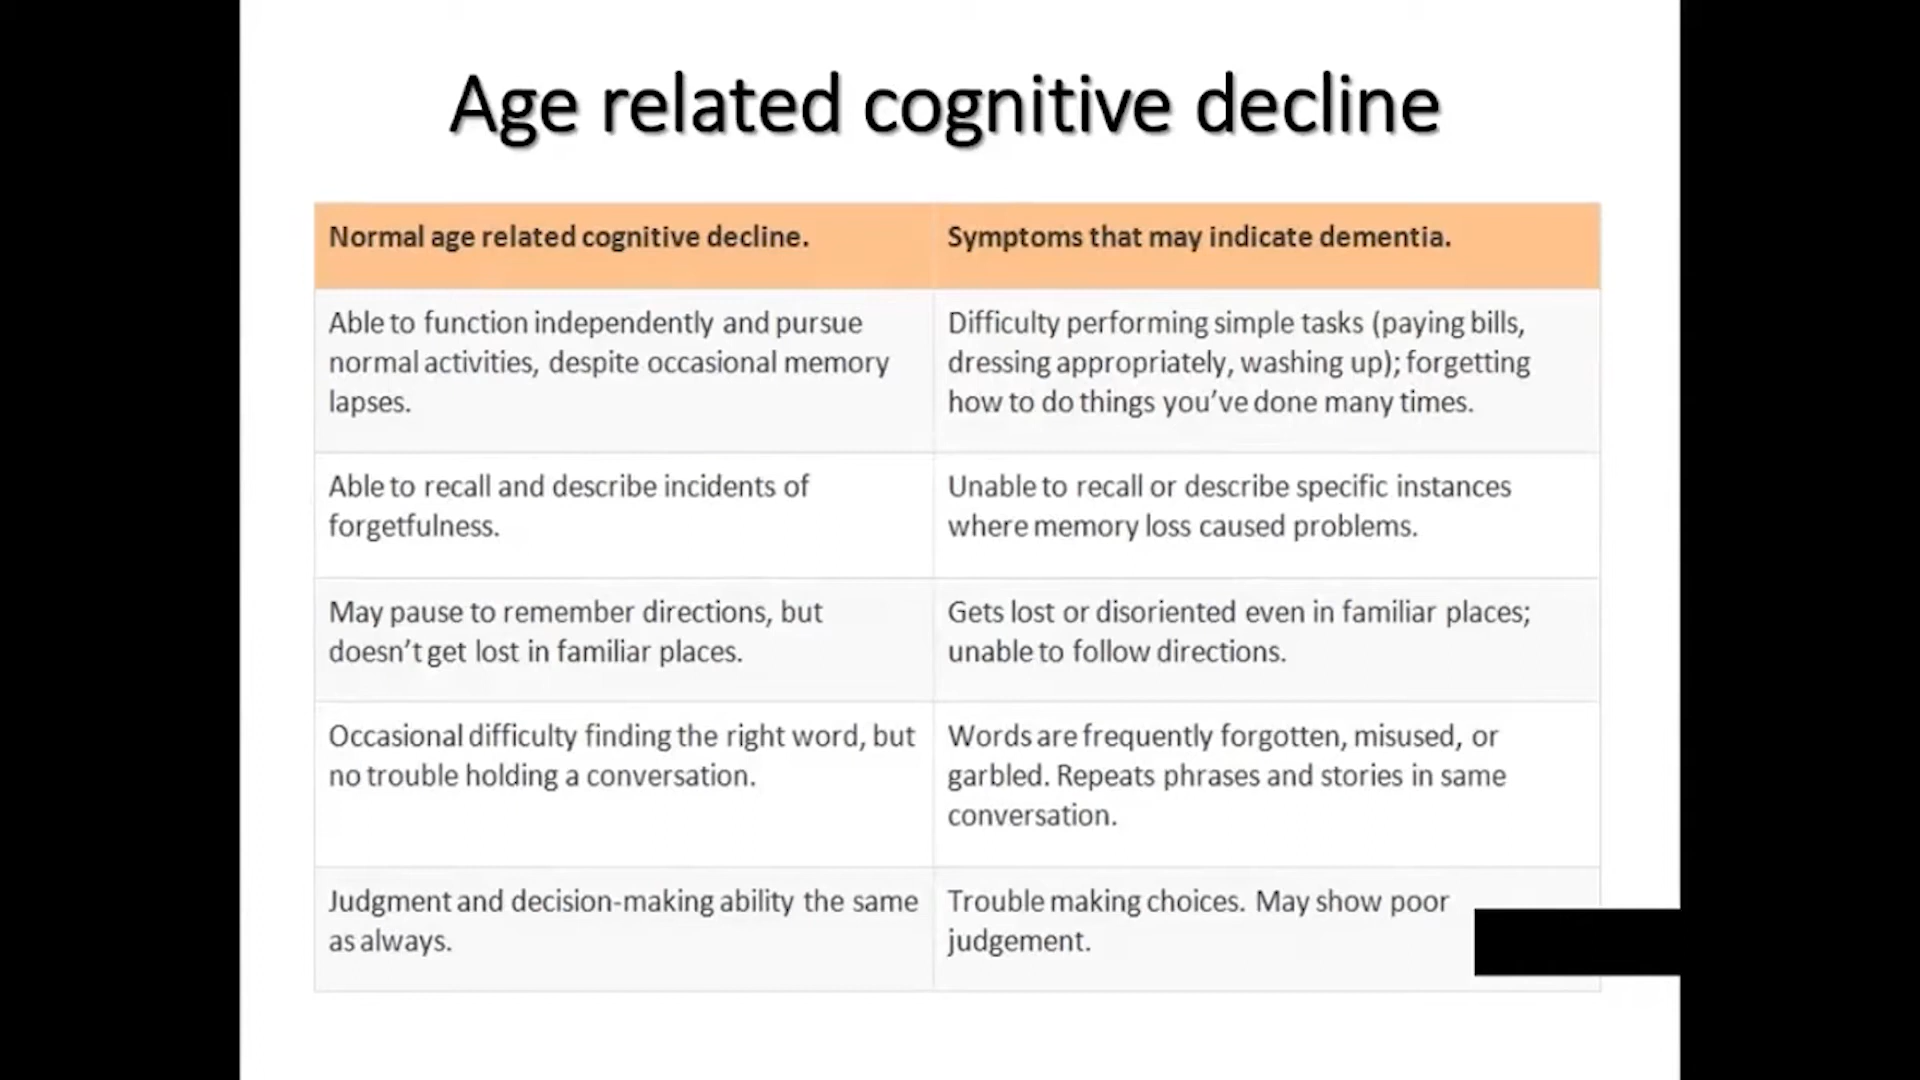 Age related cognitive decline
Normal age related cognitive decline.
Symptoms that may indicate dementia.
Able to function independently and pursue
normal activities, despite occasional memory
lapses.
Difficulty performing simple tasks (paying bills,
dressing appropriately, washing up); forgetting
how to do things you’ve done many times.
Able to recall and describe incidents of
forgetfulness.
Unable to recall or describe specific instances
where memory loss caused problems.
May pause to remember directions, but
doesn’t get lost in familiar places.
Gets lost or disoriented even in familiar places;
unable to follow directions.
Occasional difficulty finding the right word, but
no trouble holding a conversation.
Words are frequently forgotten, misused, or
garbled. Repeats phrases and stories in same
conversation.
Judgment and decision-making ability the same
as always.
Trouble making choices. May show poor
judgement.